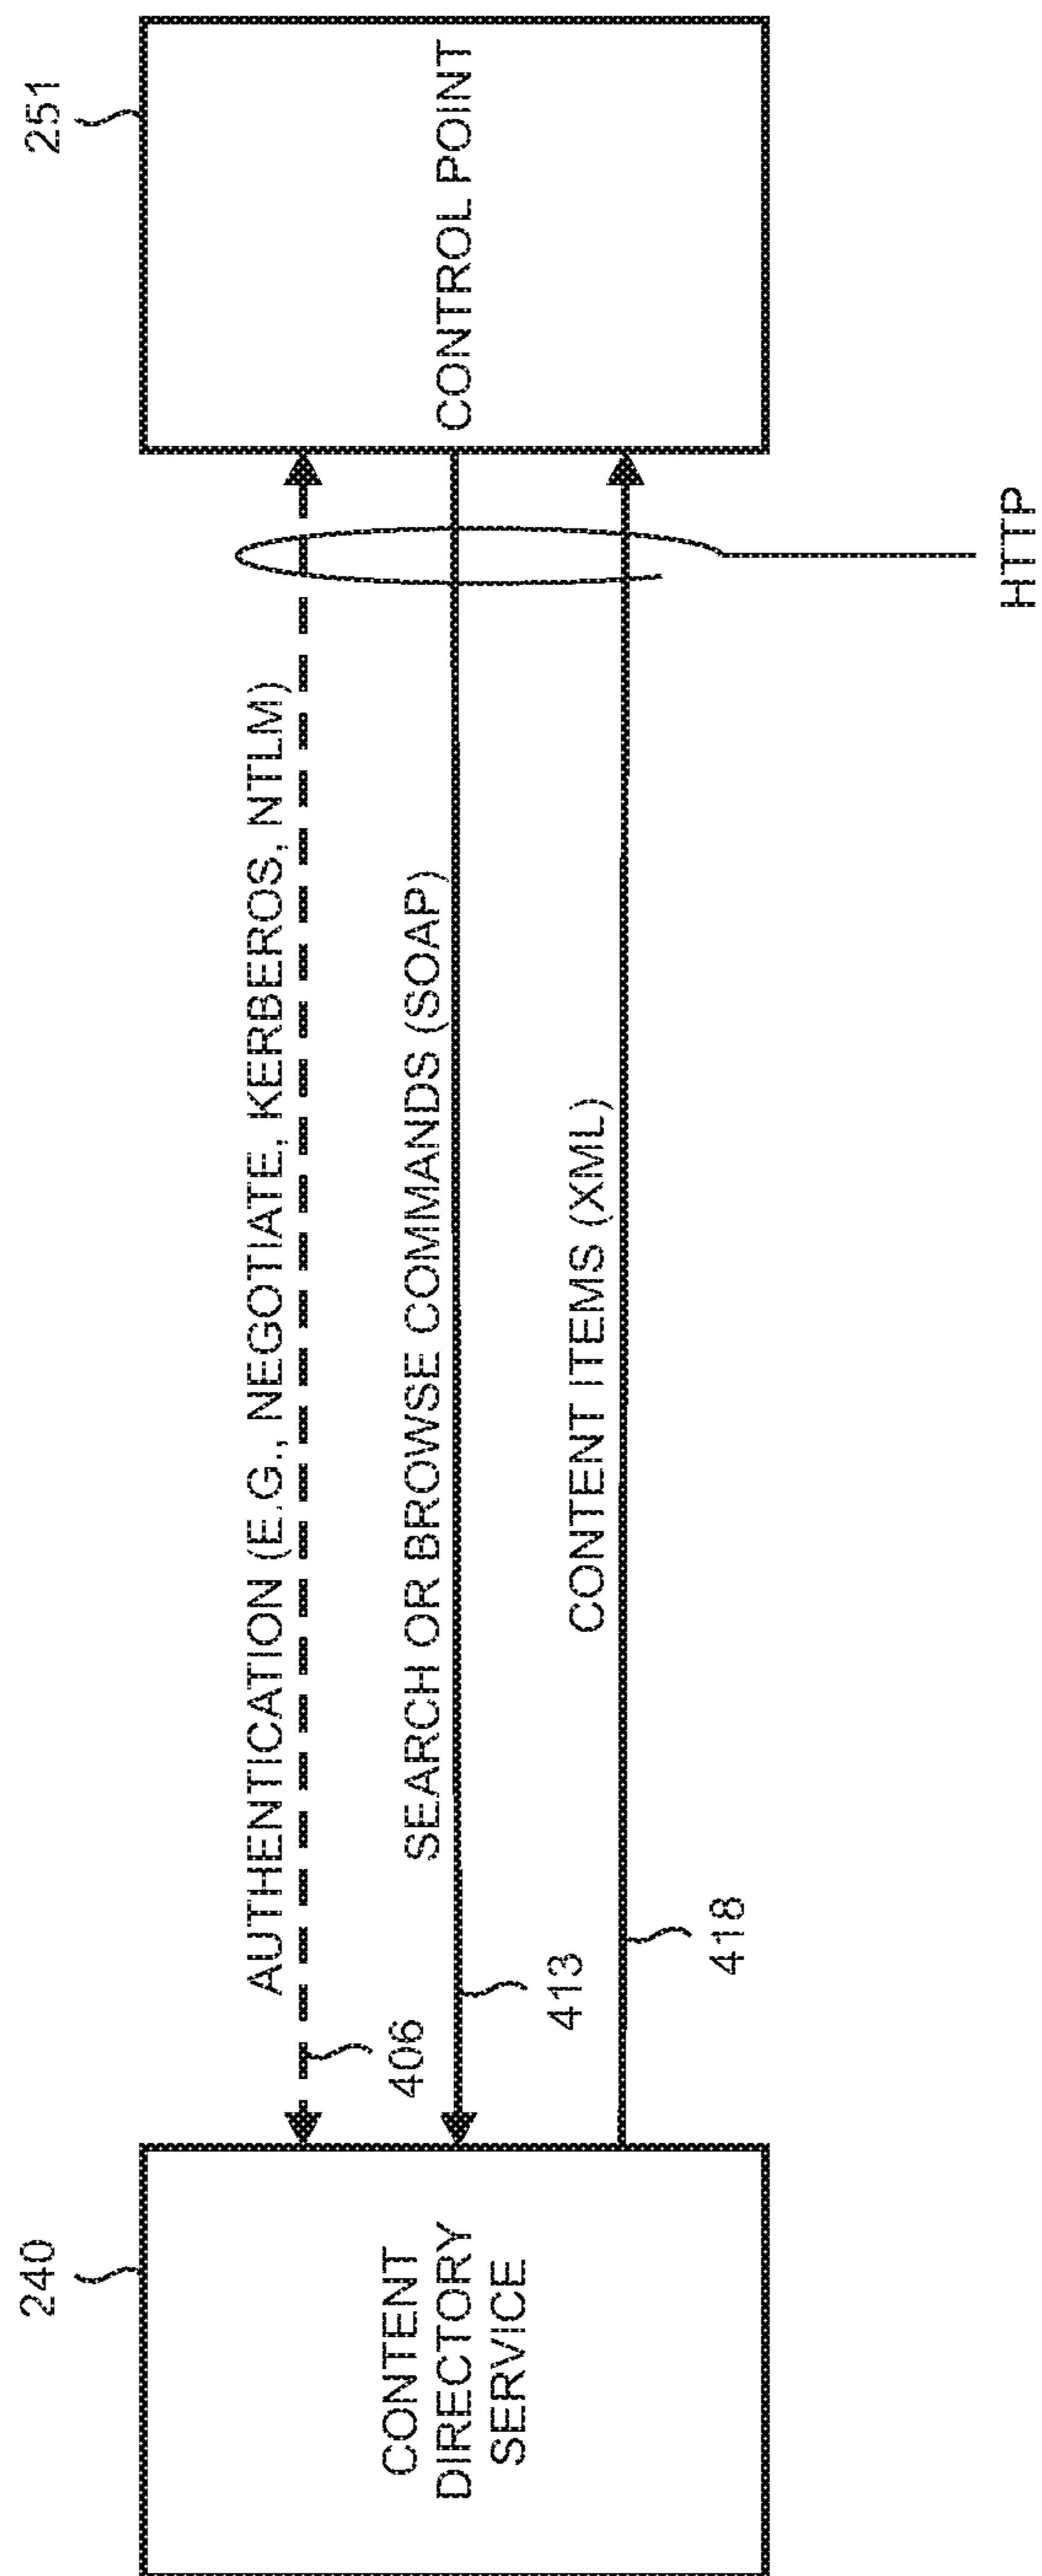 240
251
CONTENT
DIRECTORY
SERVICE
CONTROL POINT
AUTHENTICATION (E.G., NEGOTIATE, KERBEROS, NTLM)
406
SEARCH OR BROWSE COMMANDS (SOAP)
413
CONTENT ITEMS (XML)
418
HTTP